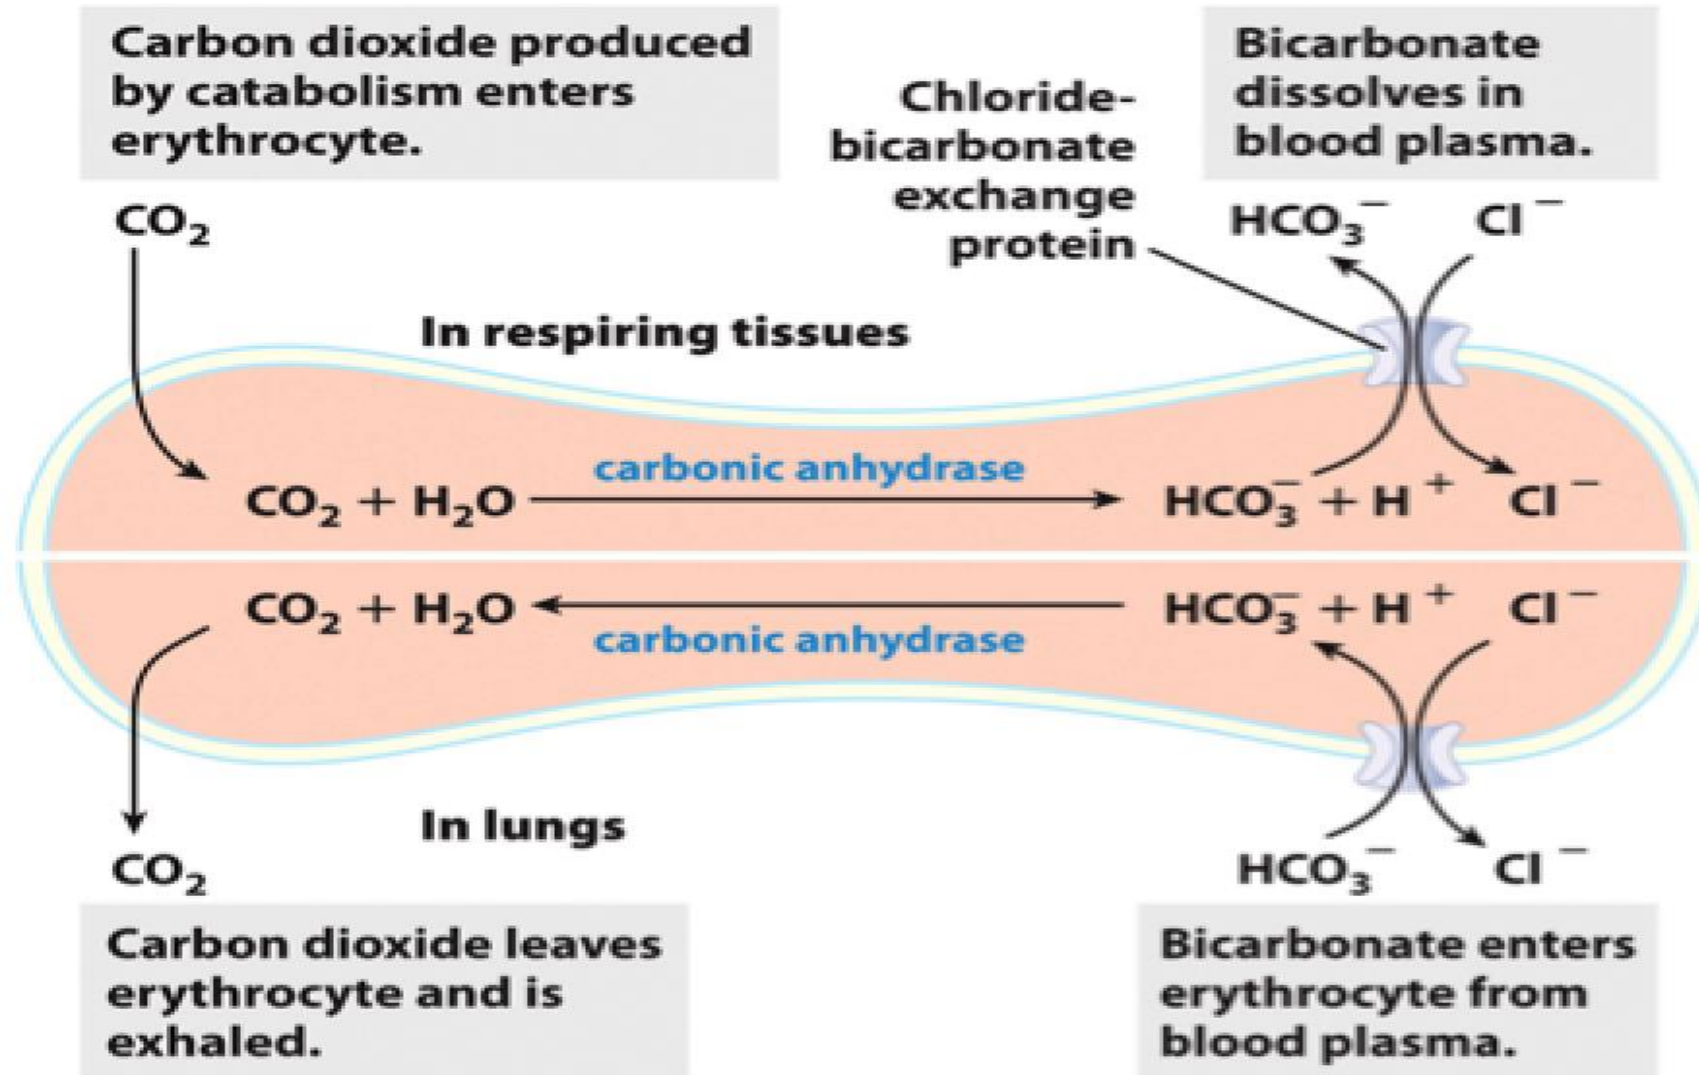 Carbon dioxide produced
by catabolism enters
erythrocyte.
Chloride-
bicarbonate
exchange
protein
Bicarbonate
dissolves in
blood plasma.
CO₂
HCO₃⁻ Cl⁻
In respiring tissues
carbonic anhydrase
CO₂ + H₂O HCO₃⁻ + H⁺ Cl⁻
CO₂ + H₂O HCO₃⁻ + H⁺ Cl⁻
carbonic anhydrase
In lungs
CO₂
HCO₃⁻ Cl⁻
Carbon dioxide leaves
erythrocyte and is
exhaled.
Bicarbonate enters
erythrocyte from
blood plasma.